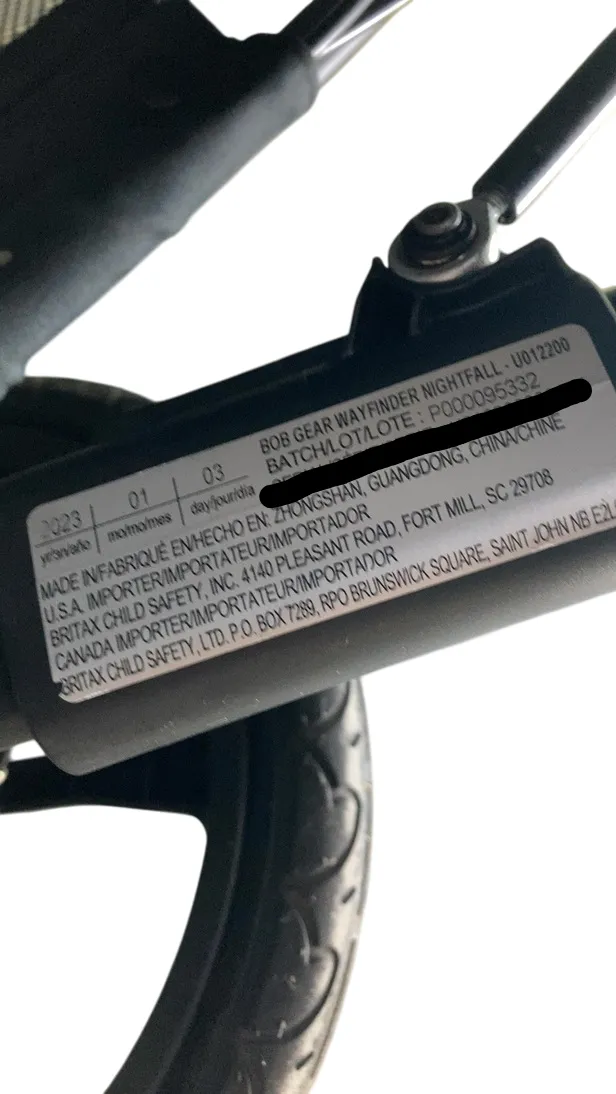 BOB GEAR WAYFINDER NIGHTFALL - U012200
BATCH/LOT/LOTE : P000095332
2023 01 03
yr/an/año mo/mo/mes day/jour/día
MADE IN/FABRIQUÉ EN/HECHO EN: ZHONGSHAN, GUANGDONG, CHINA/CHINE
U.S.A. IMPORTER/IMPORTATEUR/IMPORTADOR
BRITAX CHILD SAFETY, INC. 4140 PLEASANT ROAD, FORT MILL, SC 29708
CANADA IMPORTER/IMPORTATEUR/IMPORTADOR
BRITAX CHILD SAFETY, LTD. P.O. BOX 7289, RPO BRUNSWICK SQUARE, SAINT JOHN NB